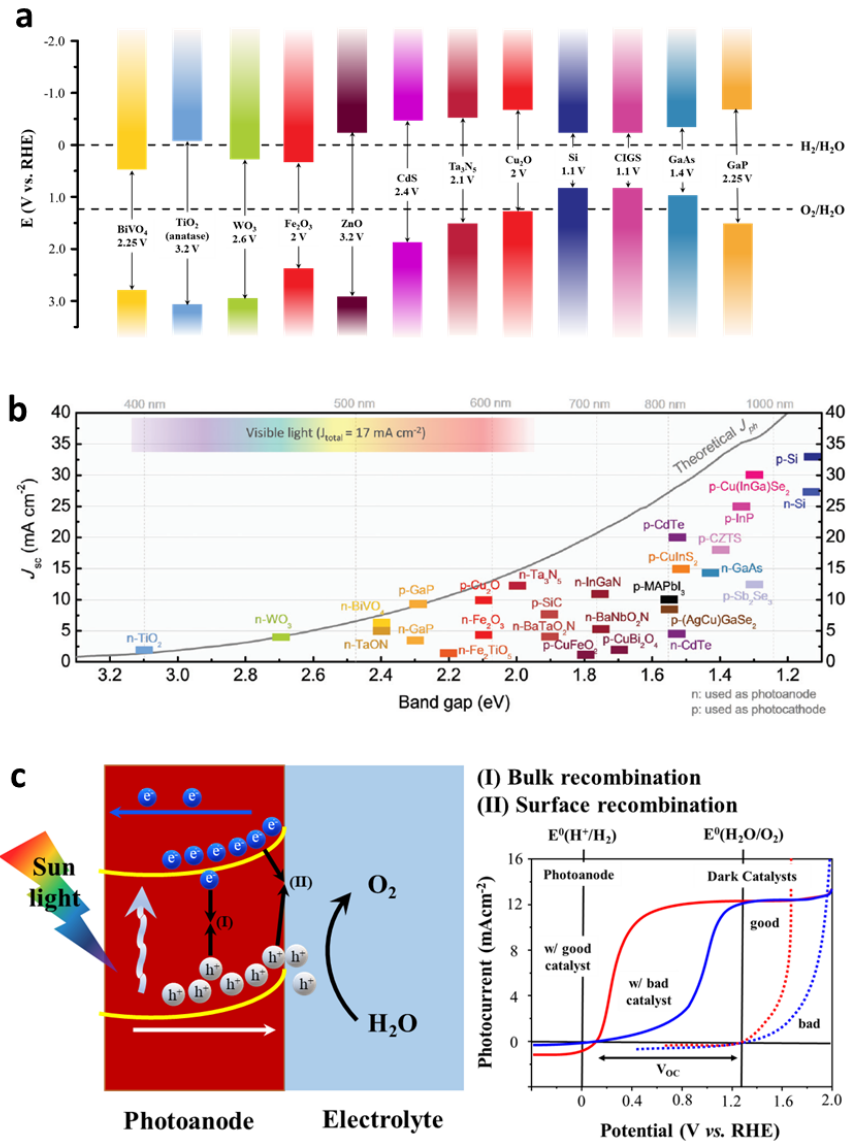 a
-2.0
-1.0
0
1.0
2.0
3.0
E (V vs. RHE)
BiVO₄
2.25 V
TiO₂
(anatase)
3.2 V
WO₃
2.6 V
Fe₂O₃
2 V
ZnO
3.2 V
CdS
2.4 V
Ta₃N₅
2.1 V
Cu₂O
2 V
Si
1.1 V
CIGS
1.1 V
GaAs
1.4 V
GaP
2.25 V
H₂/H₂O
O₂/H₂O
b
400 nm 500 nm 600 nm 700 nm 800 nm 1000 nm
40 35 30 25 20 15 10 5 0
Jsc (mA cm⁻²)
Visible light (Jtotal = 17 mA cm⁻²)
Theoretical Jph
p-Si
p-Cu(InGa)Se₂
n-Si
p-InP
p-CdTe
p-CZTS
p-CuInS₂
n-GaAs
n-Ta₃N₅
n-InGaN
p-MAPbI₃
p-Sb₂Se₃
p-GaP
p-Cu₂O
n-BiVO₄
p-SiC
p-(AgCu)GaSe₂
n-WO₃
n-TaON
n-GaP
n-Fe₂O₃
n-BaTaO₂N
n-BaNbO₂N
n-TiO₂
n-Fe₂TiO₅
p-CuFeO₂
p-CuBi₂O₄
n-CdTe
40 35 30 25 20 15 10 5 0
3.2 3.0 2.8 2.6 2.4 2.2 2.0 1.8 1.6 1.4 1.2
Band gap (eV)
n: used as photoanode
p: used as photocathode
c
Sun
light
e⁻ e⁻
e⁻ e⁻ e⁻ e⁻ e⁻ e⁻
e⁻
(I)
(II)
h⁺
h⁺ h⁺ h⁺ h⁺ h⁺ h⁺
h⁺
O₂
H₂O
Photoanode
Electrolyte
(I) Bulk recombination
(II) Surface recombination
E⁰(H⁺/H₂)
E⁰(H₂O/O₂)
16
12
8
4
0
Photocurrent (mAcm⁻²)
Photoanode
w/ good
catalyst
w/ bad
catalyst
Dark Catalysts
good
bad
VOC
0 0.4 0.8 1.2 1.6 2.0
Potential (V vs. RHE)